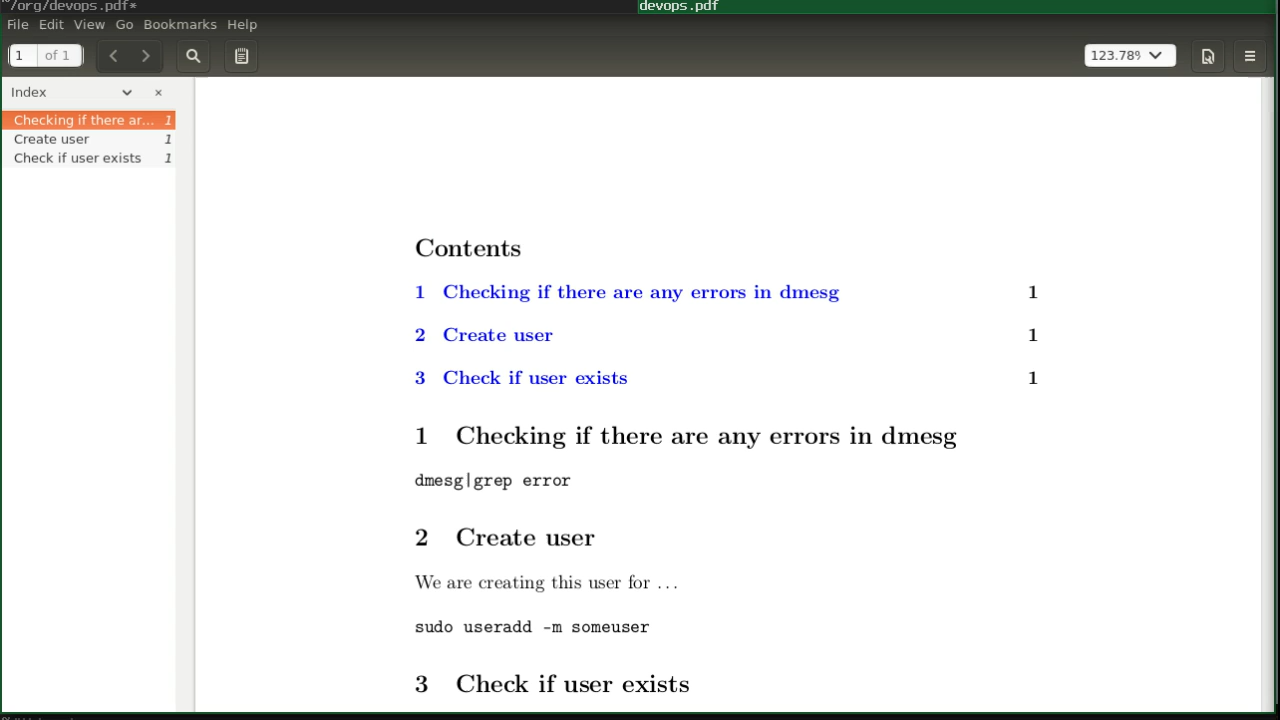 /org/devops.pdf* devops.pdf
File Edit View Go Bookmarks Help
1 of 1 123.78%
Index
Checking if there ar... 1
Create user 1
Check if user exists 1
Contents
1 Checking if there are any errors in dmesg 1
2 Create user 1
3 Check if user exists 1
1 Checking if there are any errors in dmesg
dmesg|grep error
2 Create user
We are creating this user for ...
sudo useradd -m someuser
3 Check if user exists